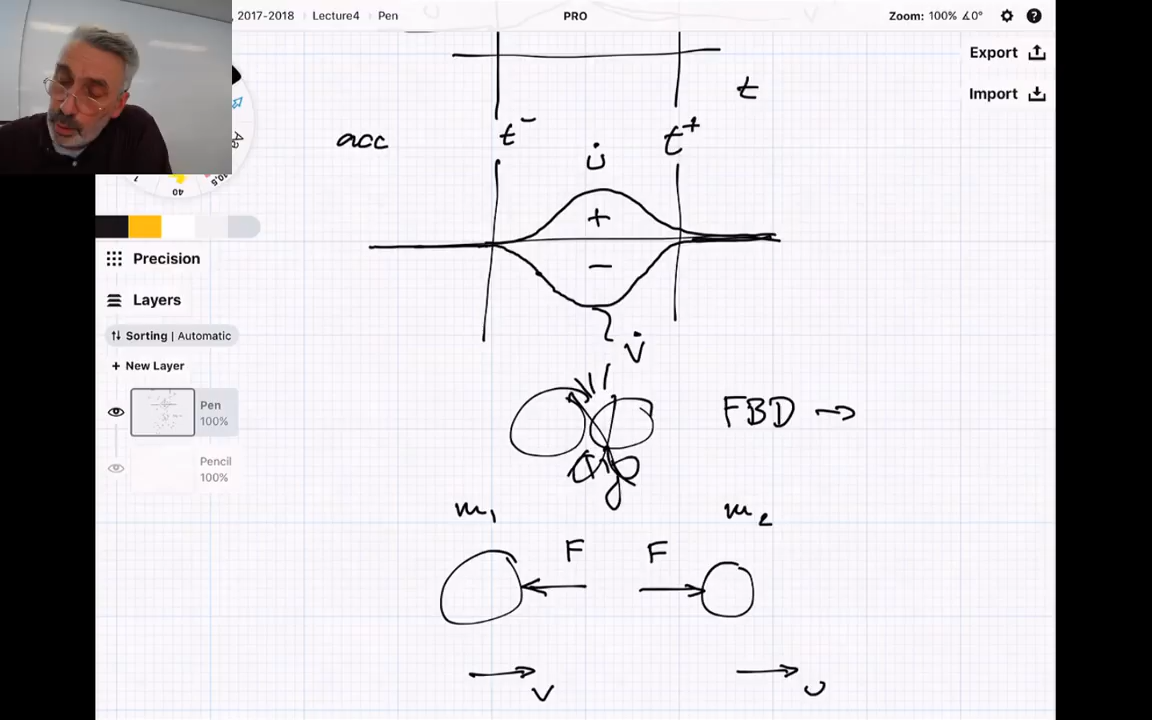 , 2017-2018 Lecture4 Pen PRO Zoom: 100% ∡0°
Export
Import
t
acc t⁻ t⁺
u̇
+
−
v̇
Precision
Layers
Sorting | Automatic
+ New Layer
Pen
100%
Pencil
100%
40
FBD →
m₁ m₂
F F
v u